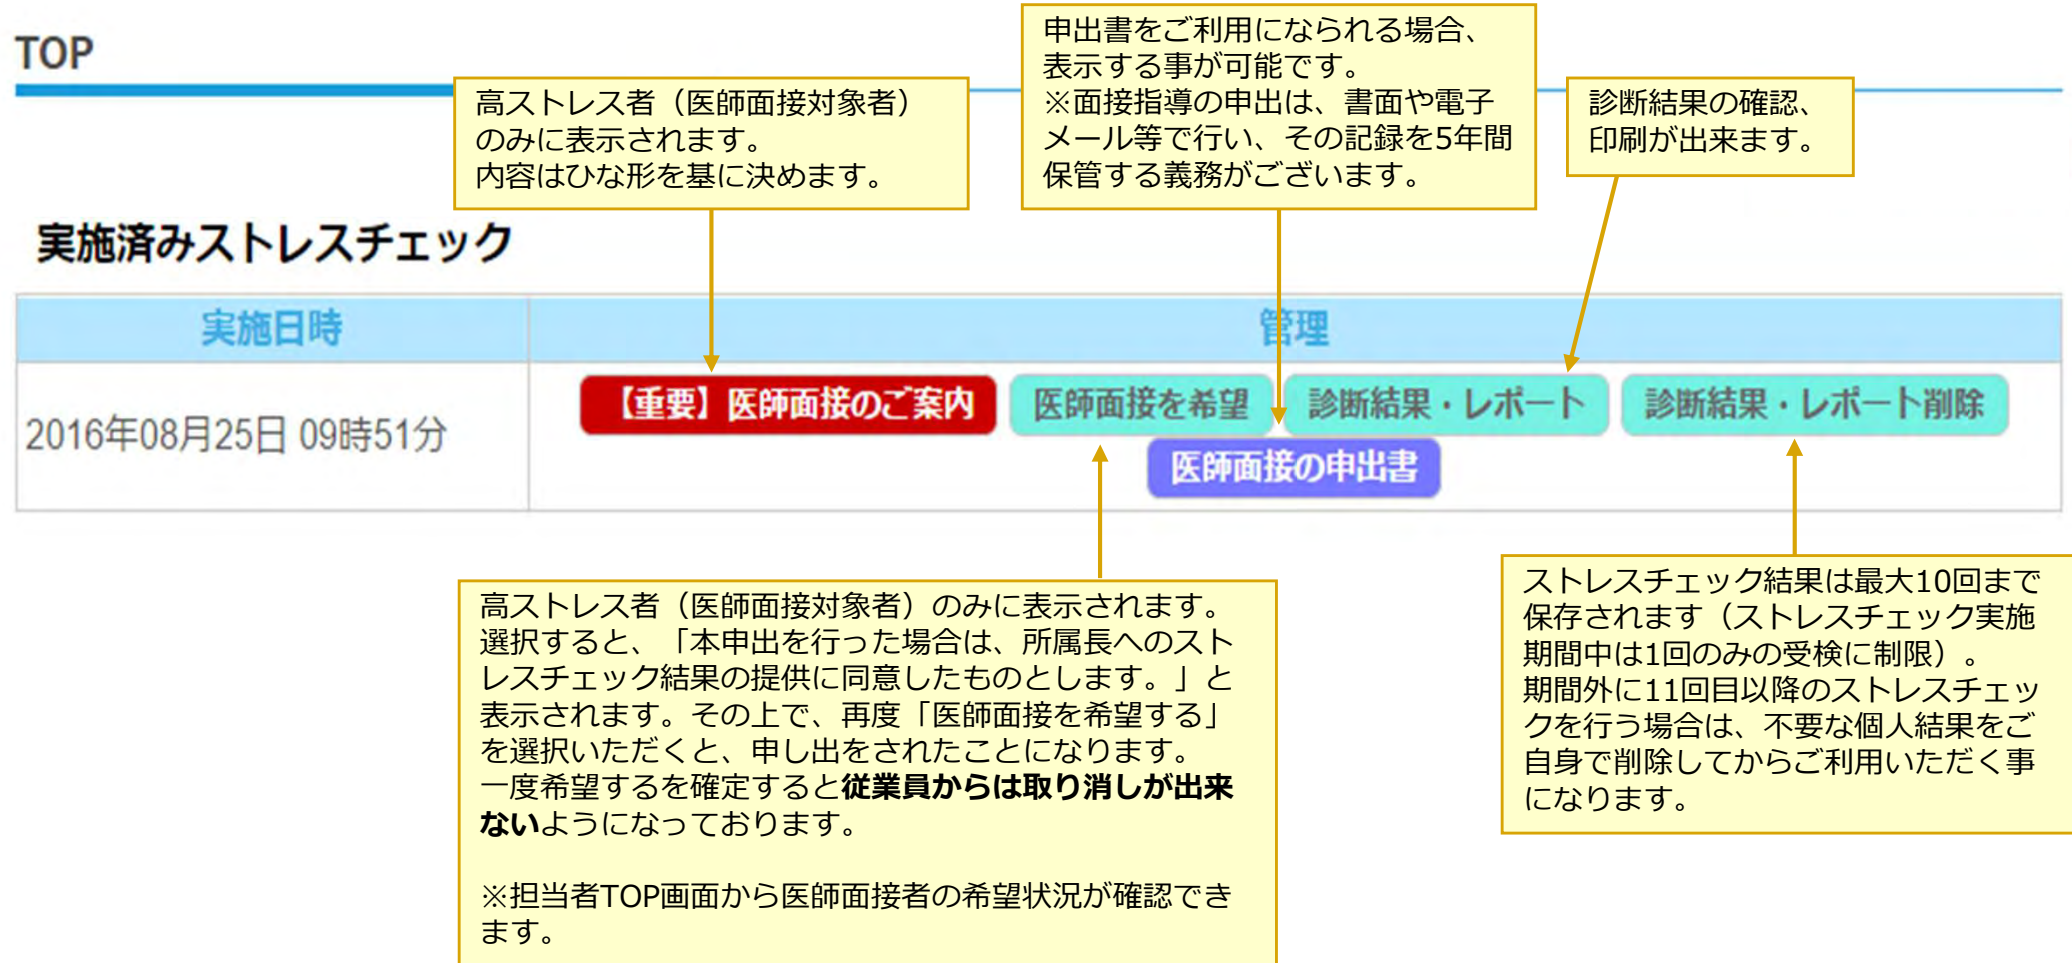 TOP
高ストレス者（医師面接対象者）
のみに表示されます。
内容はひな形を基に決めます。
申出書をご利用になられる場合、
表示する事が可能です。
※面接指導の申出は、書面や電子
メール等で行い、その記録を5年間
保管する義務がございます。
診断結果の確認、
印刷が出来ます。
実施済みストレスチェック
実施日時
管理
2016年08月25日 09時51分
【重要】医師面接のご案内
医師面接を希望
診断結果・レポート
診断結果・レポート削除
医師面接の申出書
高ストレス者（医師面接対象者）のみに表示されます。
選択すると、「本申出を行った場合は、所属長へのスト
レスチェック結果の提供に同意したものとします。」と
表示されます。その上で、再度「医師面接を希望する」
を選択いただくと、申し出をされたことになります。
一度希望するを確定すると従業員からは取り消しが出来
ないようになっております。
※担当者TOP画面から医師面接者の希望状況が確認でき
ます。
ストレスチェック結果は最大10回まで
保存されます（ストレスチェック実施
期間中は1回のみの受検に制限）。
期間外に11回目以降のストレスチェッ
クを行う場合は、不要な個人結果をご
自身で削除してからご利用いただく事
になります。